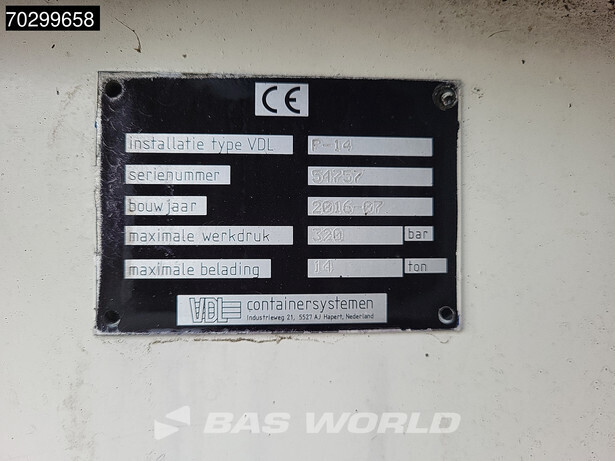 70299658
CE
installatie type VDL P-14
serienummer 54757
bouwjaar 2016-07
maximale werkdruk 320 bar
maximale belading 14 ton
VDL containersystemen
Industrieweg 21, 5527 AJ Hapert, Nederland
BAS WORLD